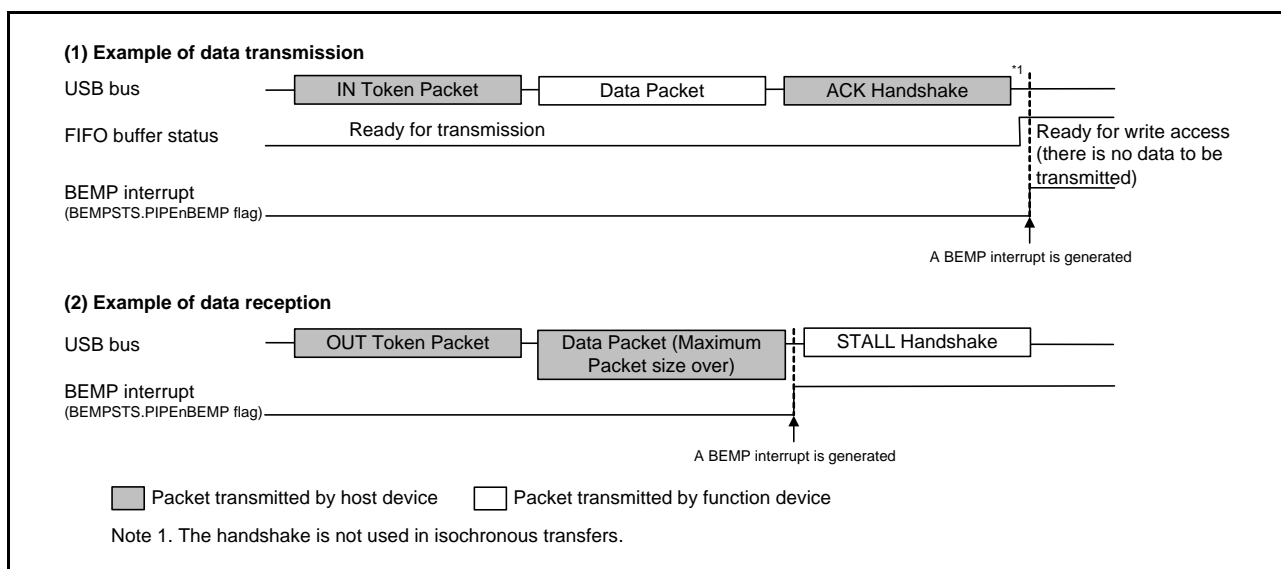 (1) Example of data transmission
*1
USB bus
IN Token Packet
Data Packet
ACK Handshake
FIFO buffer status
Ready for transmission
Ready for write access
(there is no data to be
transmitted)
BEMP interrupt
(BEMPSTS.PIPEnBEMP flag)
A BEMP interrupt is generated
(2) Example of data reception
USB bus
OUT Token Packet
Data Packet (Maximum
Packet size over)
STALL Handshake
BEMP interrupt
(BEMPSTS.PIPEnBEMP flag)
A BEMP interrupt is generated
Packet transmitted by host device
Packet transmitted by function device
Note 1. The handshake is not used in isochronous transfers.